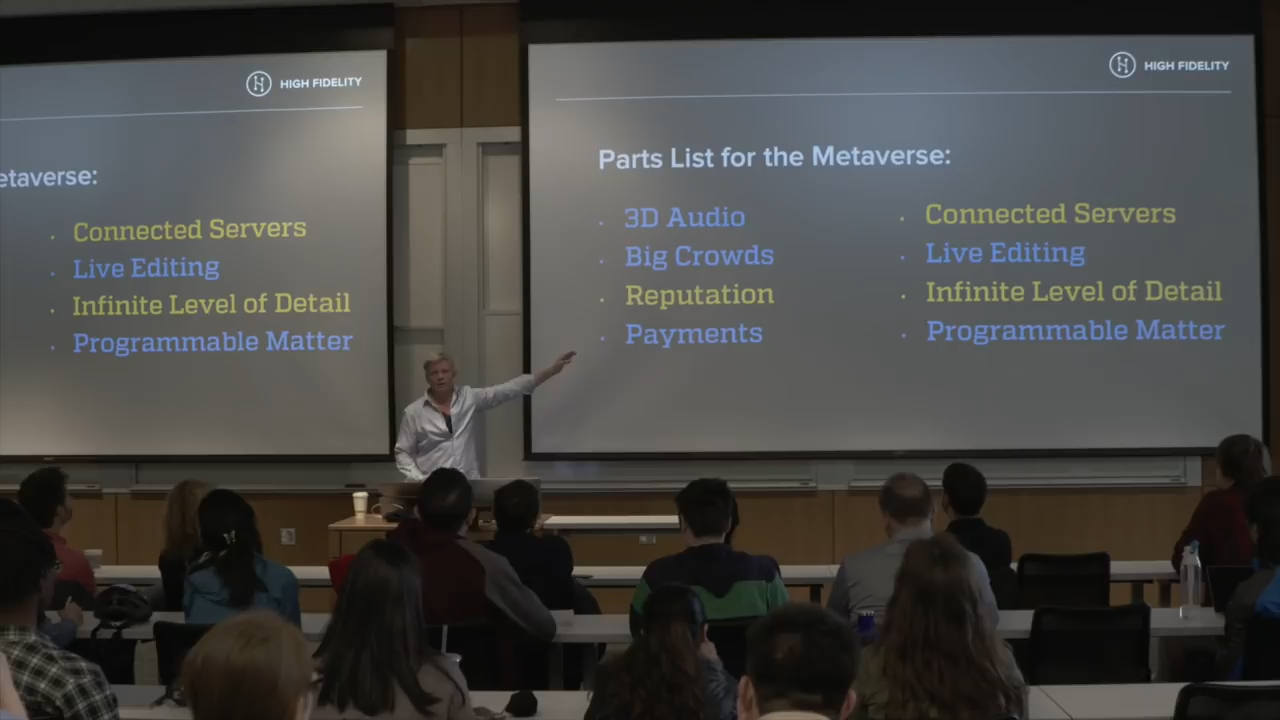 HIGH FIDELITY
etaverse:
Connected Servers
Live Editing
Infinite Level of Detail
Programmable Matter
HIGH FIDELITY
Parts List for the Metaverse:
3D Audio
Big Crowds
Reputation
Payments
Connected Servers
Live Editing
Infinite Level of Detail
Programmable Matter